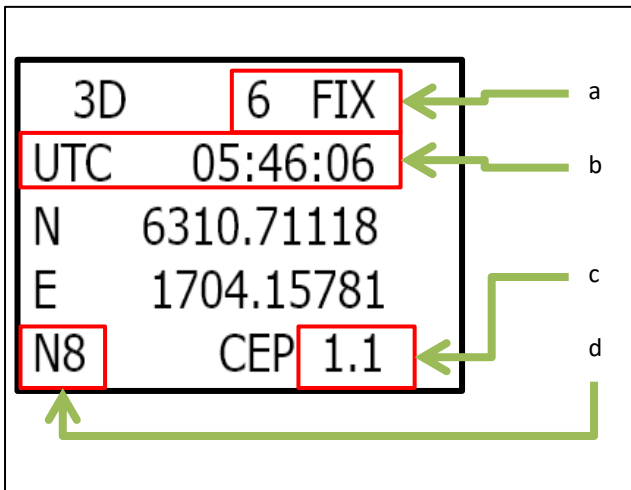 3D 6 FIX a
UTC 05:46:06 b
N 6310.71118
E 1704.15781 c
N8 CEP 1.1 d